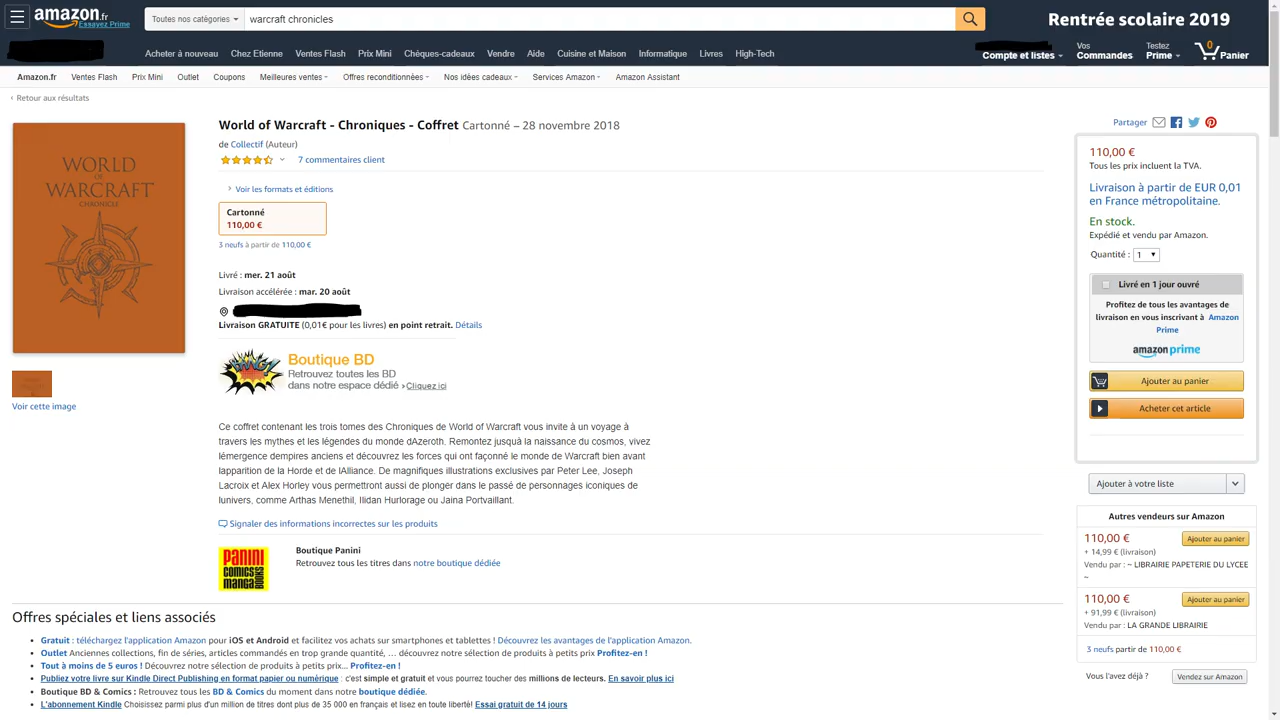 amazon.fr
Essayez Prime
Toutes nos catégories
warcraft chronicles
Rentrée scolaire 2019
Acheter à nouveau Chez Etienne Ventes Flash Prix Mini Chèques-cadeaux Vendre Aide Cuisine et Maison Informatique Livres High-Tech
Compte et listes
Vos
Commandes
Testez
Prime
0
Panier
Amazon.fr Ventes Flash Prix Mini Outlet Coupons Meilleures ventes Offres reconditionnées Nos idées cadeaux Services Amazon Amazon Assistant
‹ Retour aux résultats
WORLD
OF
WARCRAFT
CHRONICLE
Voir cette image
World of Warcraft - Chroniques - Coffret Cartonné – 28 novembre 2018
de Collectif (Auteur)
7 commentaires client
Voir les formats et éditions
Cartonné
110,00 €
3 neufs à partir de 110,00 €
Livré : mer. 21 août
Livraison accélérée : mar. 20 août
Livraison GRATUITE (0,01€ pour les livres) en point retrait. Détails
BANG!
Boutique BD
Retrouvez toutes les BD
dans notre espace dédié › Cliquez ici
Ce coffret contenant les trois tomes des Chroniques de World of Warcraft vous invite à un voyage à
travers les mythes et les légendes du monde dAzeroth. Remontez jusquà la naissance du cosmos, vivez
lémergence dempires anciens et découvrez les forces qui ont façonné le monde de Warcraft bien avant
lapparition de la Horde et de lAlliance. De magnifiques illustrations exclusives par Peter Lee, Joseph
Lacroix et Alex Horley vous permettront aussi de plonger dans le passé de personnages iconiques de
lunivers, comme Arthas Menethil, Ilidan Hurlorage ou Jaina Portvaillant.
Signaler des informations incorrectes sur les produits
PANINI
COMICS
MANGA
BOOKS
Boutique Panini
Retrouvez tous les titres dans notre boutique dédiée
Partager
110,00 €
Tous les prix incluent la TVA.
Livraison à partir de EUR 0,01
en France métropolitaine.
En stock.
Expédié et vendu par Amazon.
Quantité : 1
Livré en 1 jour ouvré
Profitez de tous les avantages de
livraison en vous inscrivant à Amazon
Prime
amazon prime
Ajouter au panier
Acheter cet article
Ajouter à votre liste
Autres vendeurs sur Amazon
110,00 €
Ajouter au panier
+ 14,99 € (livraison)
Vendu par : ~ LIBRAIRIE PAPETERIE DU LYCEE
~
110,00 €
Ajouter au panier
+ 91,99 € (livraison)
Vendu par : LA GRANDE LIBRAIRIE
3 neufs partir de 110,00 €
Vous l'avez déjà ?
Vendez sur Amazon
Offres spéciales et liens associés
Gratuit : téléchargez l'application Amazon pour iOS et Android et facilitez vos achats sur smartphones et tablettes ! Découvrez les avantages de l'application Amazon.
Outlet Anciennes collections, fin de séries, articles commandés en trop grande quantité, … découvrez notre sélection de produits à petits prix Profitez-en !
Tout à moins de 5 euros ! Découvrez notre sélection de produits à petits prix... Profitez-en !
Publiez votre livre sur Kindle Direct Publishing en format papier ou numérique : c'est simple et gratuit et vous pourrez toucher des millions de lecteurs. En savoir plus ici
Boutique BD & Comics : Retrouvez tous les BD & Comics du moment dans notre boutique dédiée.
L'abonnement Kindle Choisissez parmi plus d'un million de titres dont plus de 35 000 en français et lisez en toute liberté! Essai gratuit de 14 jours